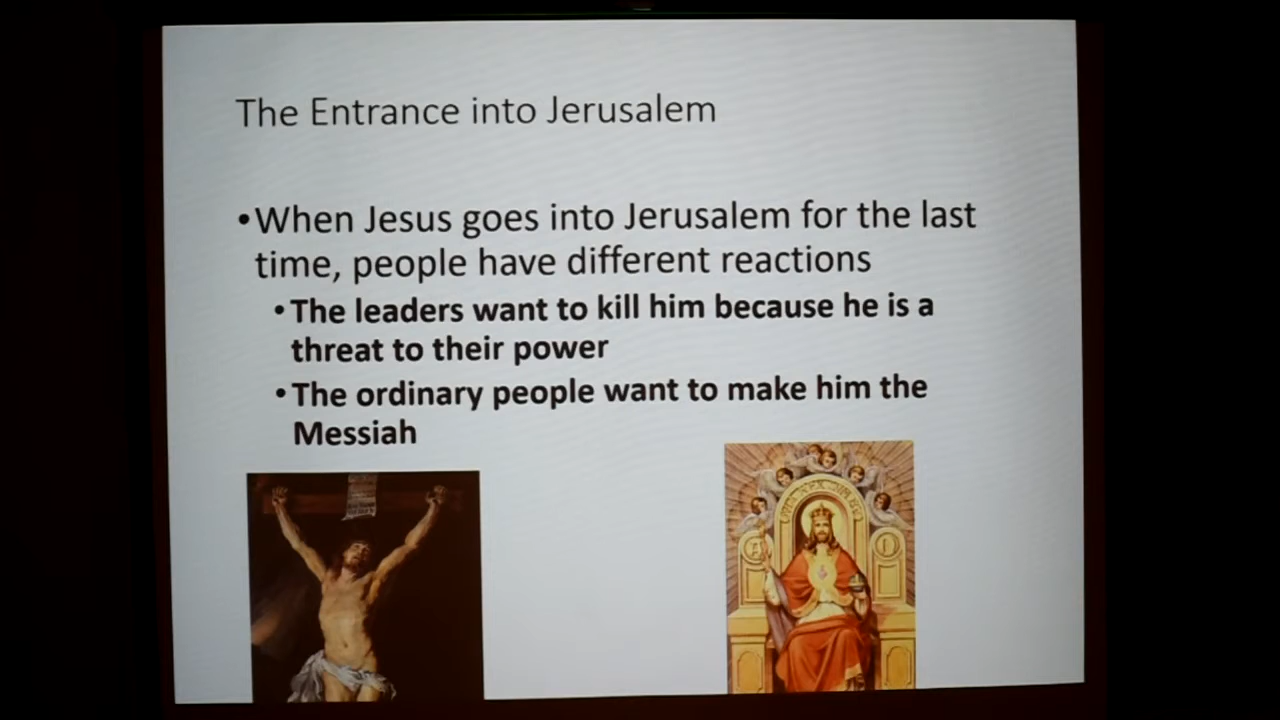 The Entrance into Jerusalem
•When Jesus goes into Jerusalem for the last
time, people have different reactions
•The leaders want to kill him because he is a
threat to their power
•The ordinary people want to make him the
Messiah